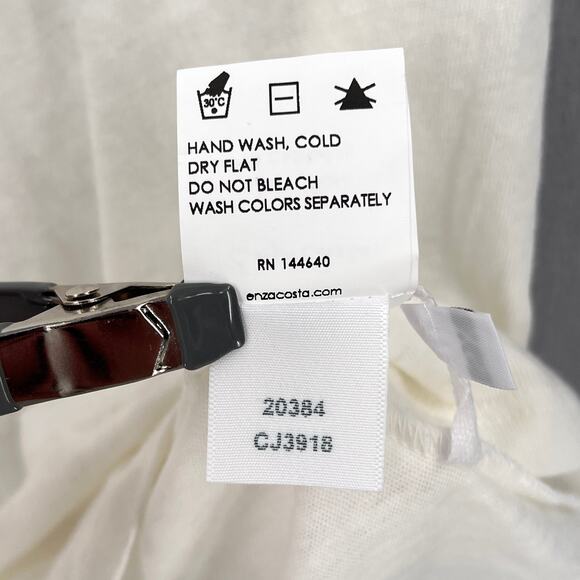 30°C
HAND WASH, COLD
DRY FLAT
DO NOT BLEACH
WASH COLORS SEPARATELY
RN 144640
enzacosta.com
20384
CJ3918